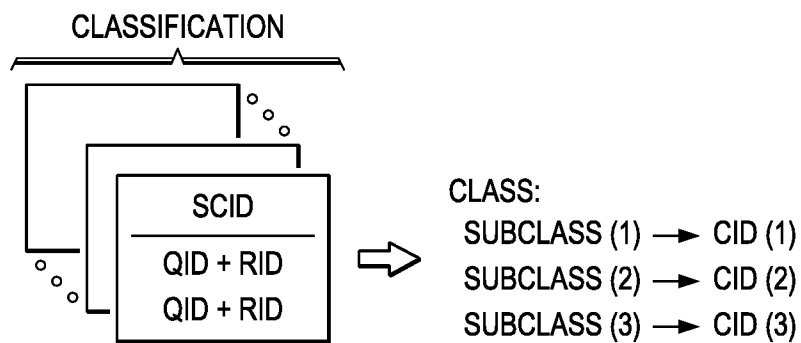 CLASSIFICATION
SCID
QID + RID
QID + RID
CLASS:
SUBCLASS (1) → CID (1)
SUBCLASS (2) → CID (2)
SUBCLASS (3) → CID (3)